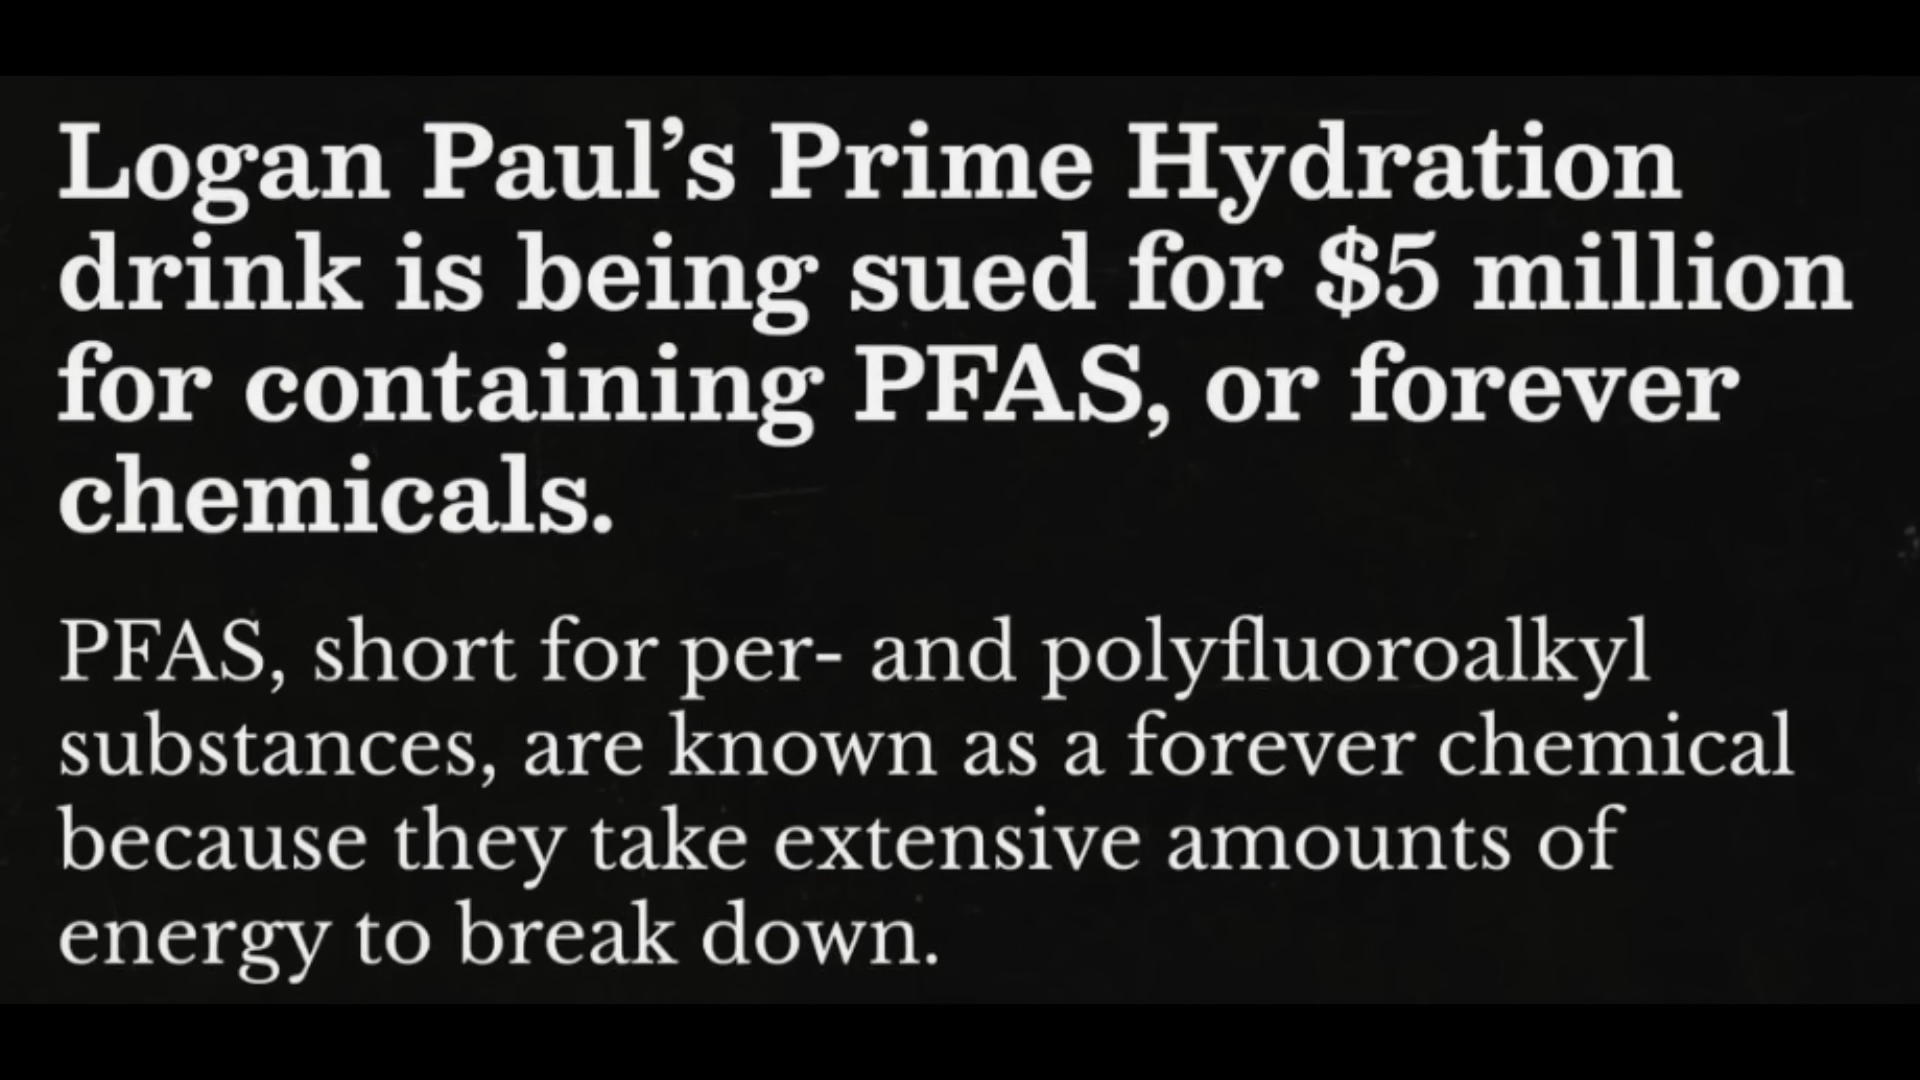 Logan Paul’s Prime Hydration
drink is being sued for $5 million
for containing PFAS, or forever
chemicals.
PFAS, short for per- and polyfluoroalkyl
substances, are known as a forever chemical
because they take extensive amounts of
energy to break down.